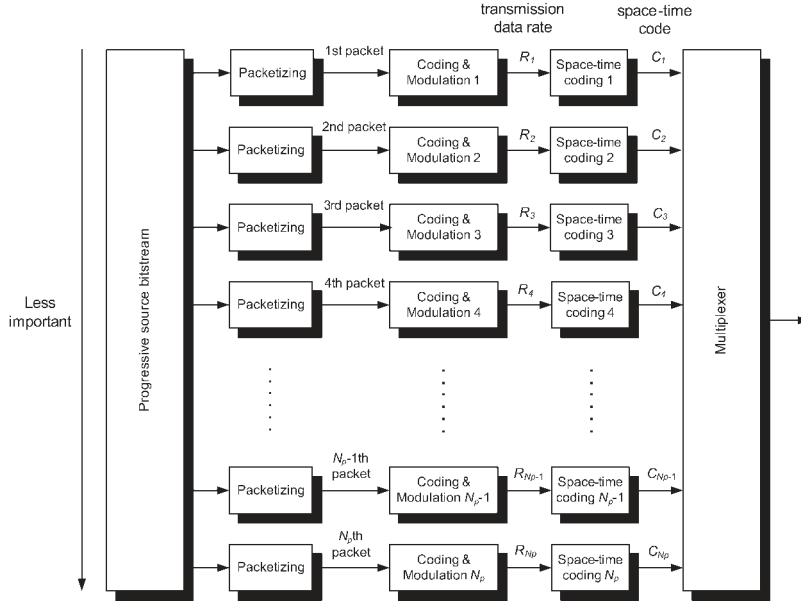 transmission
data rate
space-time
code
1st packet
R1
C1
Packetizing
Coding &
Modulation 1
Space-time
coding 1
2nd packet
R2
C2
Packetizing
Coding &
Modulation 2
Space-time
coding 2
3rd packet
R3
C3
Packetizing
Coding &
Modulation 3
Space-time
coding 3
Less
important
4th packet
R4
C4
Packetizing
Coding &
Modulation 4
Space-time
coding 4
Progressive source bitstream
Multiplexer
Np-1th
packet
RNp-1
CNp-1
Packetizing
Coding &
Modulation Np-1
Space-time
coding Np-1
Npth
packet
RNp
CNp
Packetizing
Coding &
Modulation Np
Space-time
coding Np